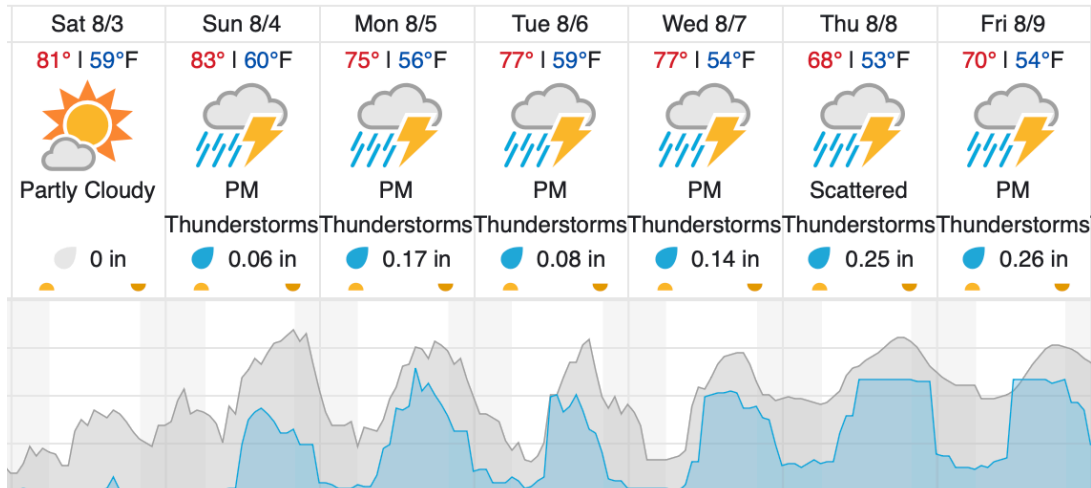 Sat 8/3 Sun 8/4 Mon 8/5 Tue 8/6 Wed 8/7 Thu 8/8 Fri 8/9
81° | 59°F 83° | 60°F 75° | 56°F 77° | 59°F 77° | 54°F 68° | 53°F 70° | 54°F
Partly Cloudy PM PM PM PM Scattered PM
Thunderstorms Thunderstorms Thunderstorms Thunderstorms Thunderstorms Thunderstorms
0 in 0.06 in 0.17 in 0.08 in 0.14 in 0.25 in 0.26 in